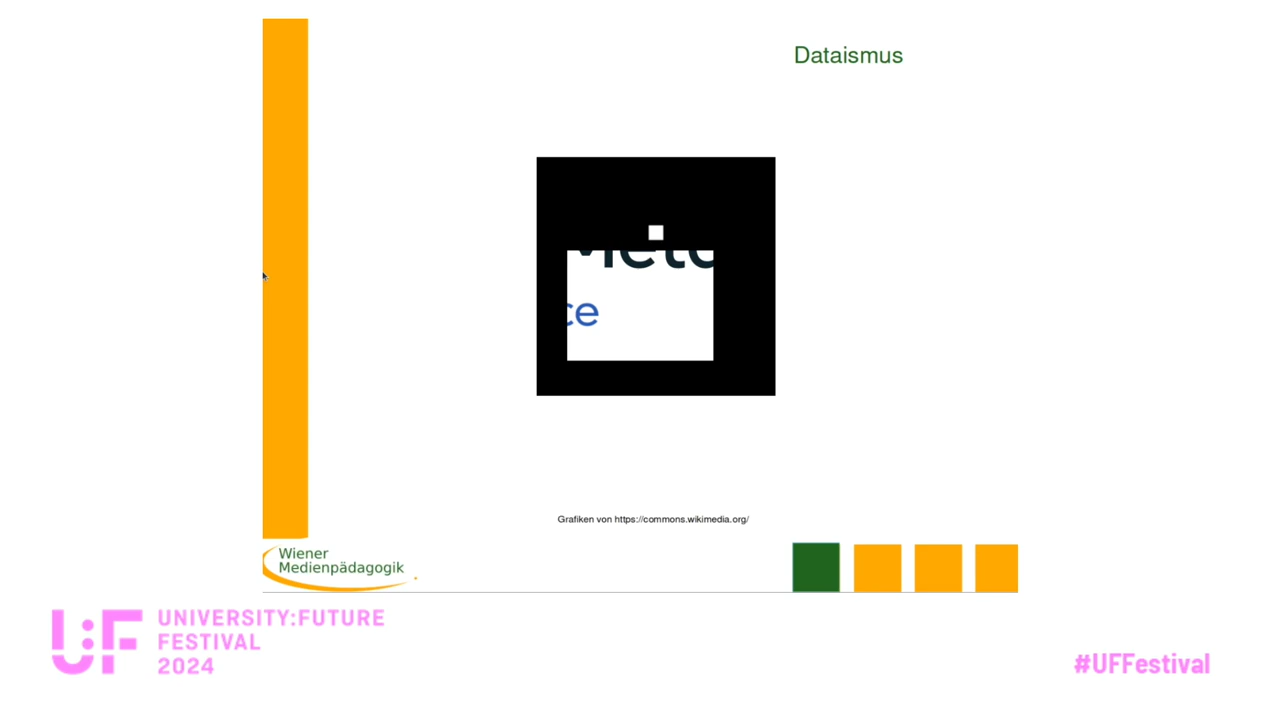 Dataismus
ce
Grafiken von https://commons.wikimedia.org/
Wiener
Medienpädagogik
U:F
UNIVERSITY:FUTURE
FESTIVAL
2024
#UFFestival